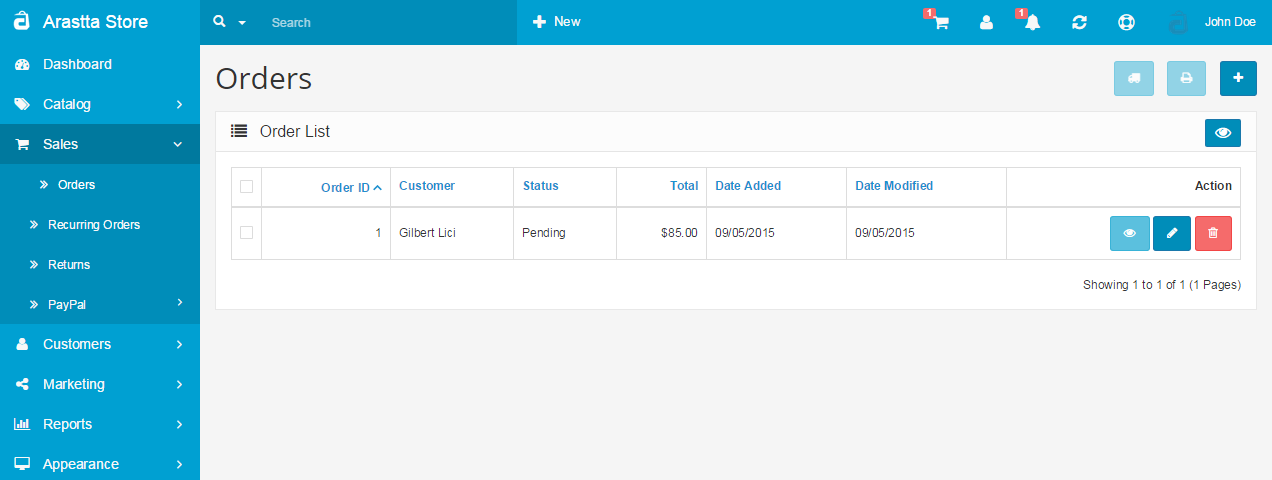 Arastta Store
Search
New
1
1
John Doe
Dashboard
Catalog
Sales
Orders
Recurring Orders
Returns
PayPal
Customers
Marketing
Reports
Appearance
Orders
Order List
Order ID Customer Status Total Date Added Date Modified Action
1 Gilbert Lici Pending $85.00 09/05/2015 09/05/2015
Showing 1 to 1 of 1 (1 Pages)